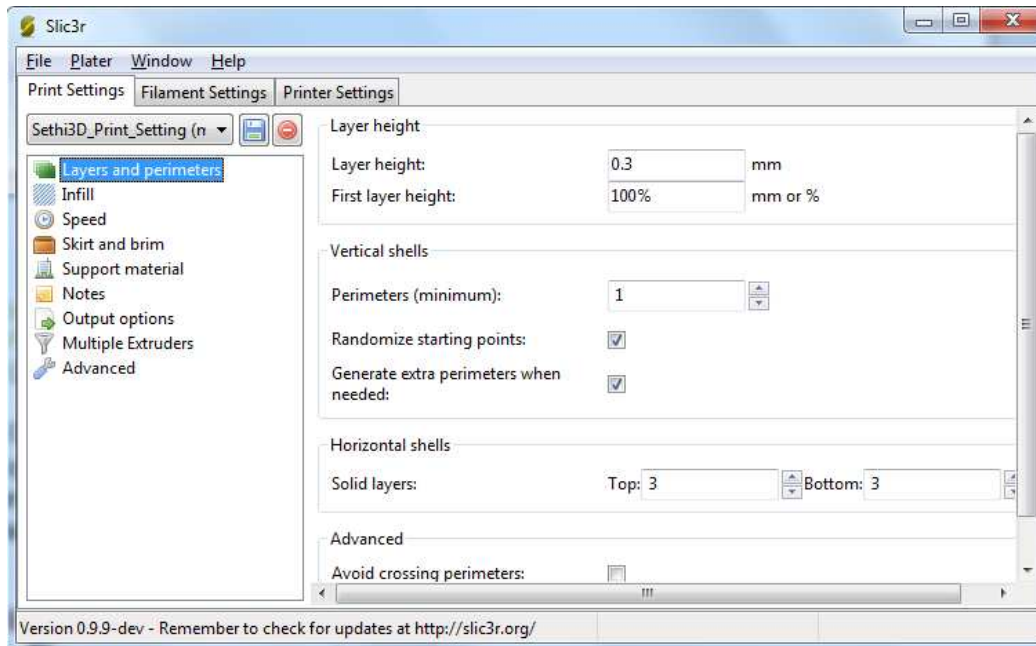 Slic3r
File Plater Window Help
Print Settings Filament Settings Printer Settings
Sethi3D_Print_Setting (n
Layers and perimeters
Infill
Speed
Skirt and brim
Support material
Notes
Output options
Multiple Extruders
Advanced
Layer height
Layer height: 0.3 mm
First layer height: 100% mm or %
Vertical shells
Perimeters (minimum): 1
Randomize starting points:
Generate extra perimeters when
needed:
Horizontal shells
Solid layers: Top: 3 Bottom: 3
Advanced
Avoid crossing perimeters:
Version 0.9.9-dev - Remember to check for updates at http://slic3r.org/